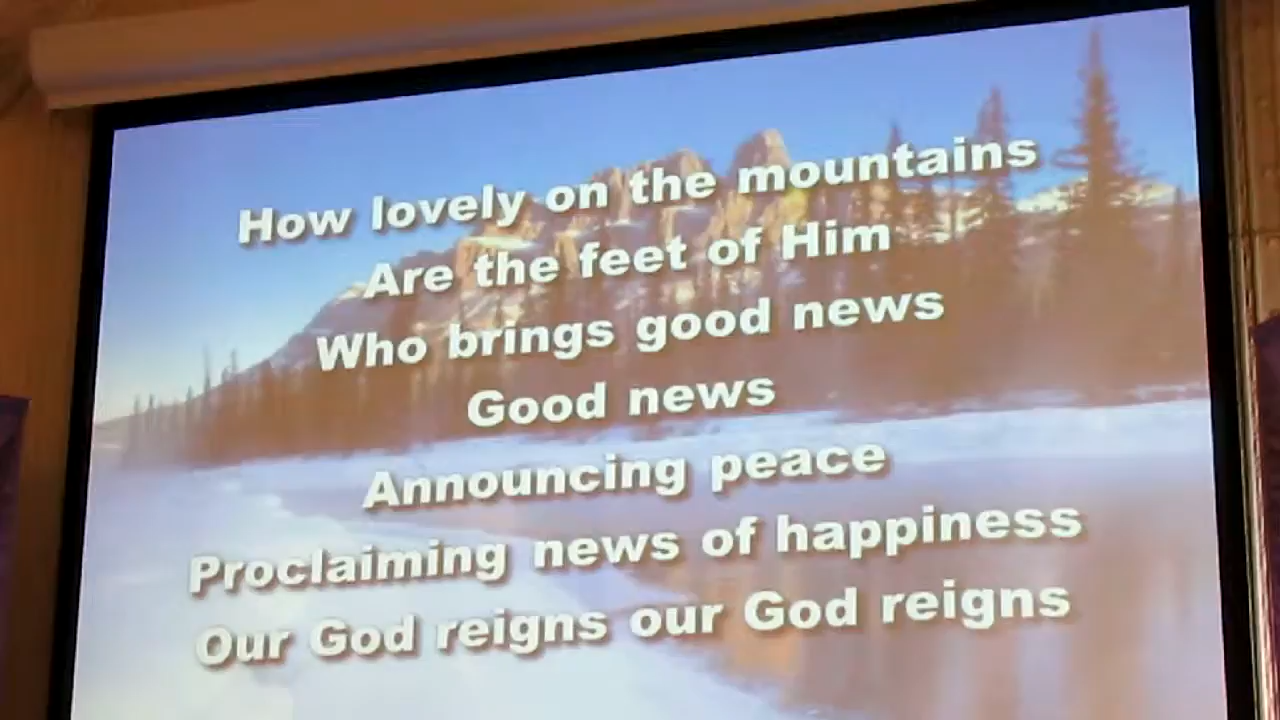 How lovely on the mountains
Are the feet of Him
Who brings good news
Good news
Announcing peace
Proclaiming news of happiness
Our God reigns our God reigns